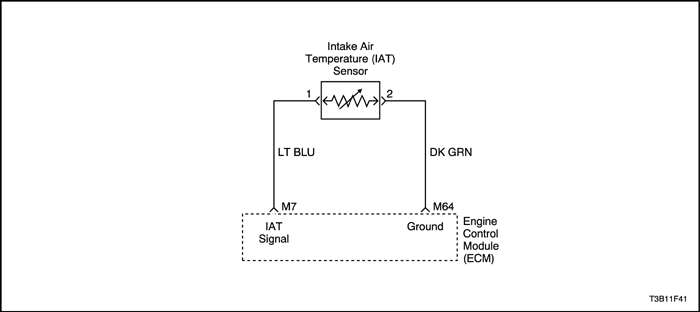 Intake Air
Temperature (IAT)
Sensor
1
2
LT BLU
DK GRN
M7
M64
IAT
Signal
Ground
Engine
Control
Module
(ECM)
T3B11F41